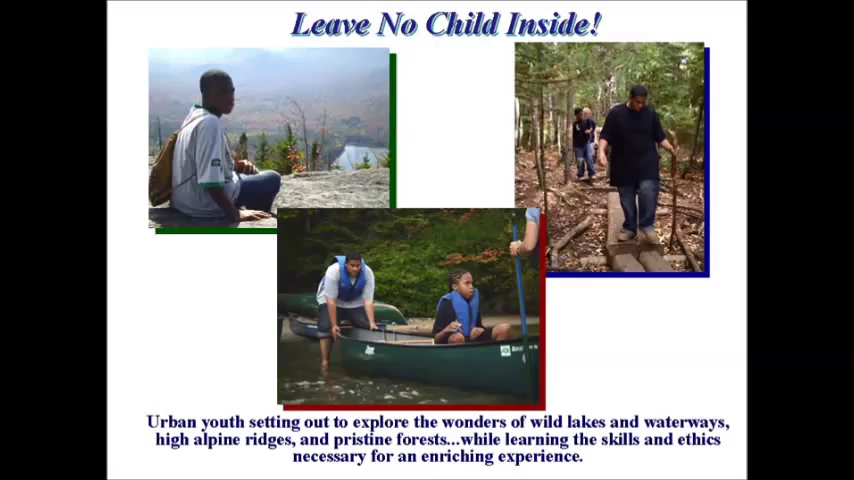 Leave No Child Inside!
Urban youth setting out to explore the wonders of wild lakes and waterways,
high alpine ridges, and pristine forests...while learning the skills and ethics
necessary for an enriching experience.